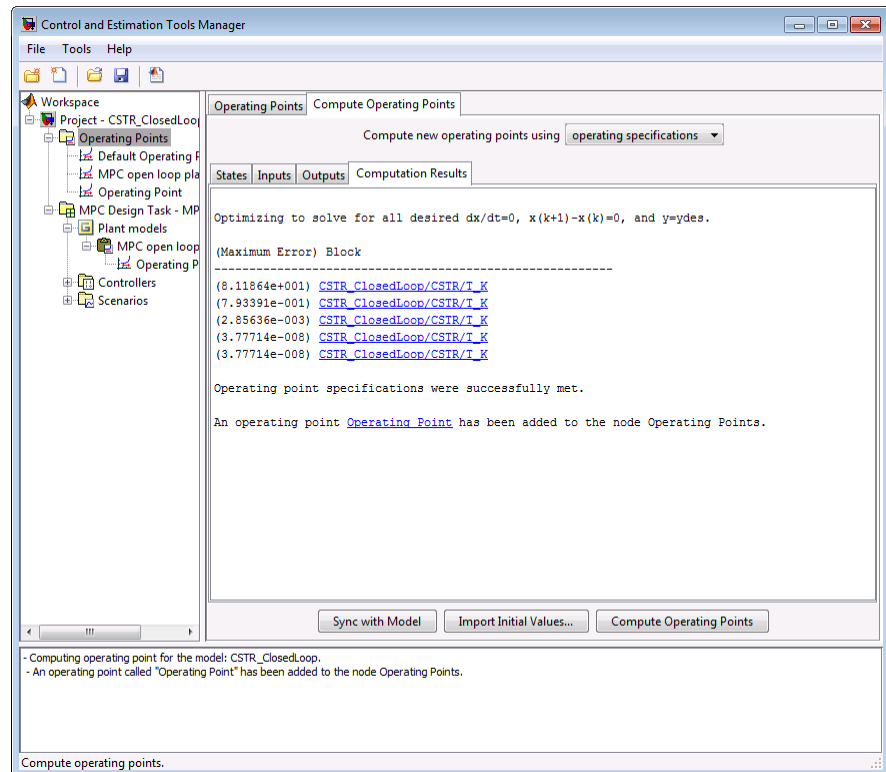 Control and Estimation Tools Manager
File Tools Help
Workspace
Project - CSTR_ClosedLoo
Operating Points
Default Operating P
MPC open loop pla
Operating Point
MPC Design Task - MP
Plant models
MPC open loop
Operating P
Controllers
Scenarios
Operating Points Compute Operating Points
Compute new operating points using operating specifications
States Inputs Outputs Computation Results
Optimizing to solve for all desired dx/dt=0, x(k+1)-x(k)=0, and y=ydes.
(Maximum Error) Block
---------------------------------------------------------
(8.11864e+001) CSTR_ClosedLoop/CSTR/T_K
(7.93391e-001) CSTR_ClosedLoop/CSTR/T_K
(2.85636e-003) CSTR_ClosedLoop/CSTR/T_K
(3.77714e-008) CSTR_ClosedLoop/CSTR/T_K
(3.77714e-008) CSTR_ClosedLoop/CSTR/T_K
Operating point specifications were successfully met.
An operating point Operating Point has been added to the node Operating Points.
Sync with Model Import Initial Values... Compute Operating Points
- Computing operating point for the model: CSTR_ClosedLoop.
- An operating point called "Operating Point" has been added to the node Operating Points.
Compute operating points.